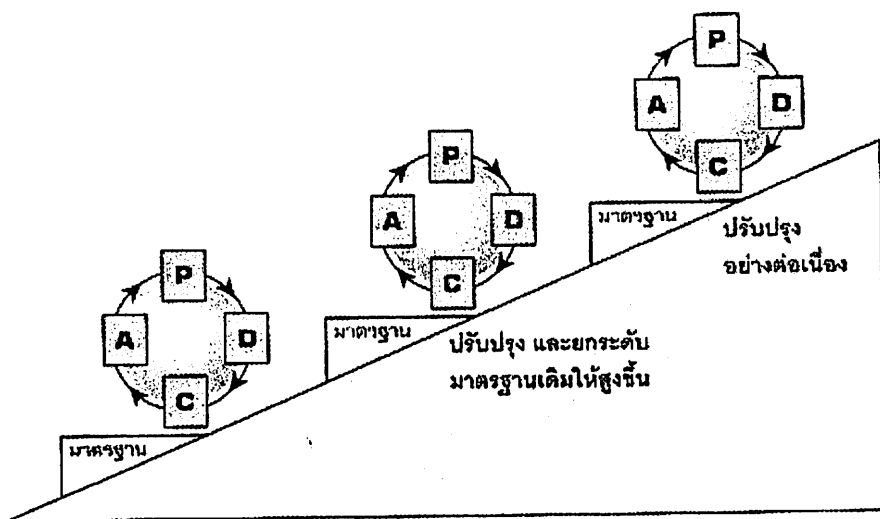 P
A
D
C
มาตรฐาน
ปรับปรุง
อย่างต่อเนื่อง
P
A
D
C
มาตรฐาน
ปรับปรุง และยกระดับ
มาตรฐานเดิมให้สูงขึ้น
P
A
D
C
มาตรฐาน